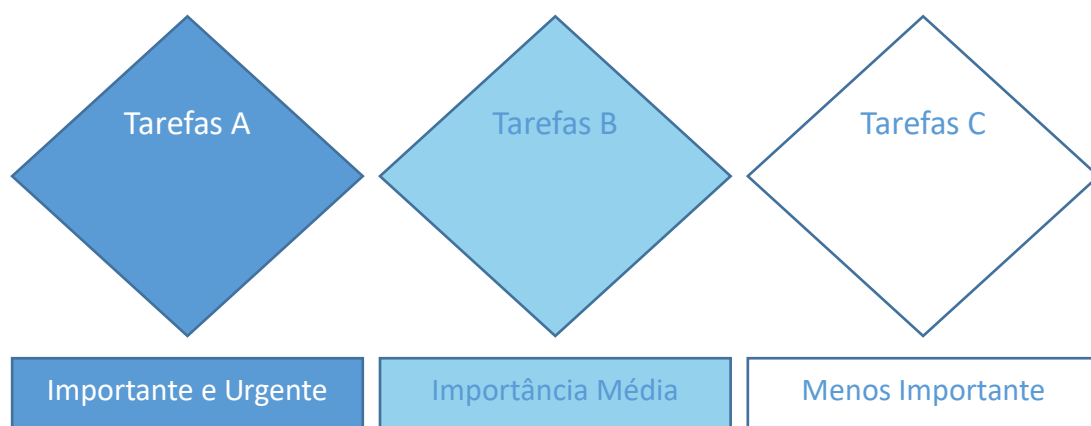 Tarefas A
Tarefas B
Tarefas C
Importante e Urgente
Importância Média
Menos Importante